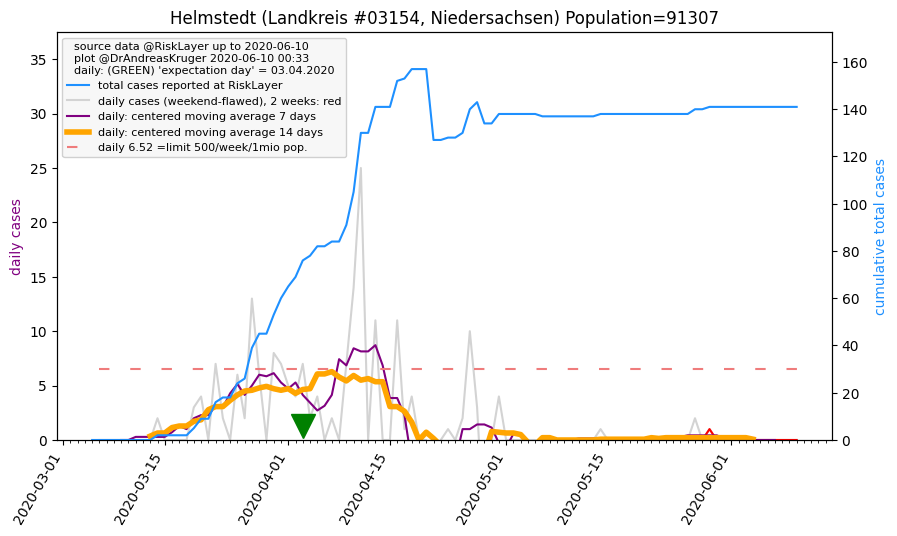 Helmstedt (Landkreis #03154, Niedersachsen) Population=91307
source data @RiskLayer up to 2020-06-10
plot @DrAndreasKruger 2020-06-10 00:33
daily: (GREEN) 'expectation day' = 03.04.2020
total cases reported at RiskLayer
daily cases (weekend-flawed), 2 weeks: red
daily: centered moving average 7 days
daily: centered moving average 14 days
daily 6.52 =limit 500/week/1mio pop.
daily cases
35
30
25
20
15
10
5
0
cumulative total cases
160
140
120
100
80
60
40
20
0
2020-03-01
2020-03-15
2020-04-01
2020-04-15
2020-05-01
2020-05-15
2020-06-01